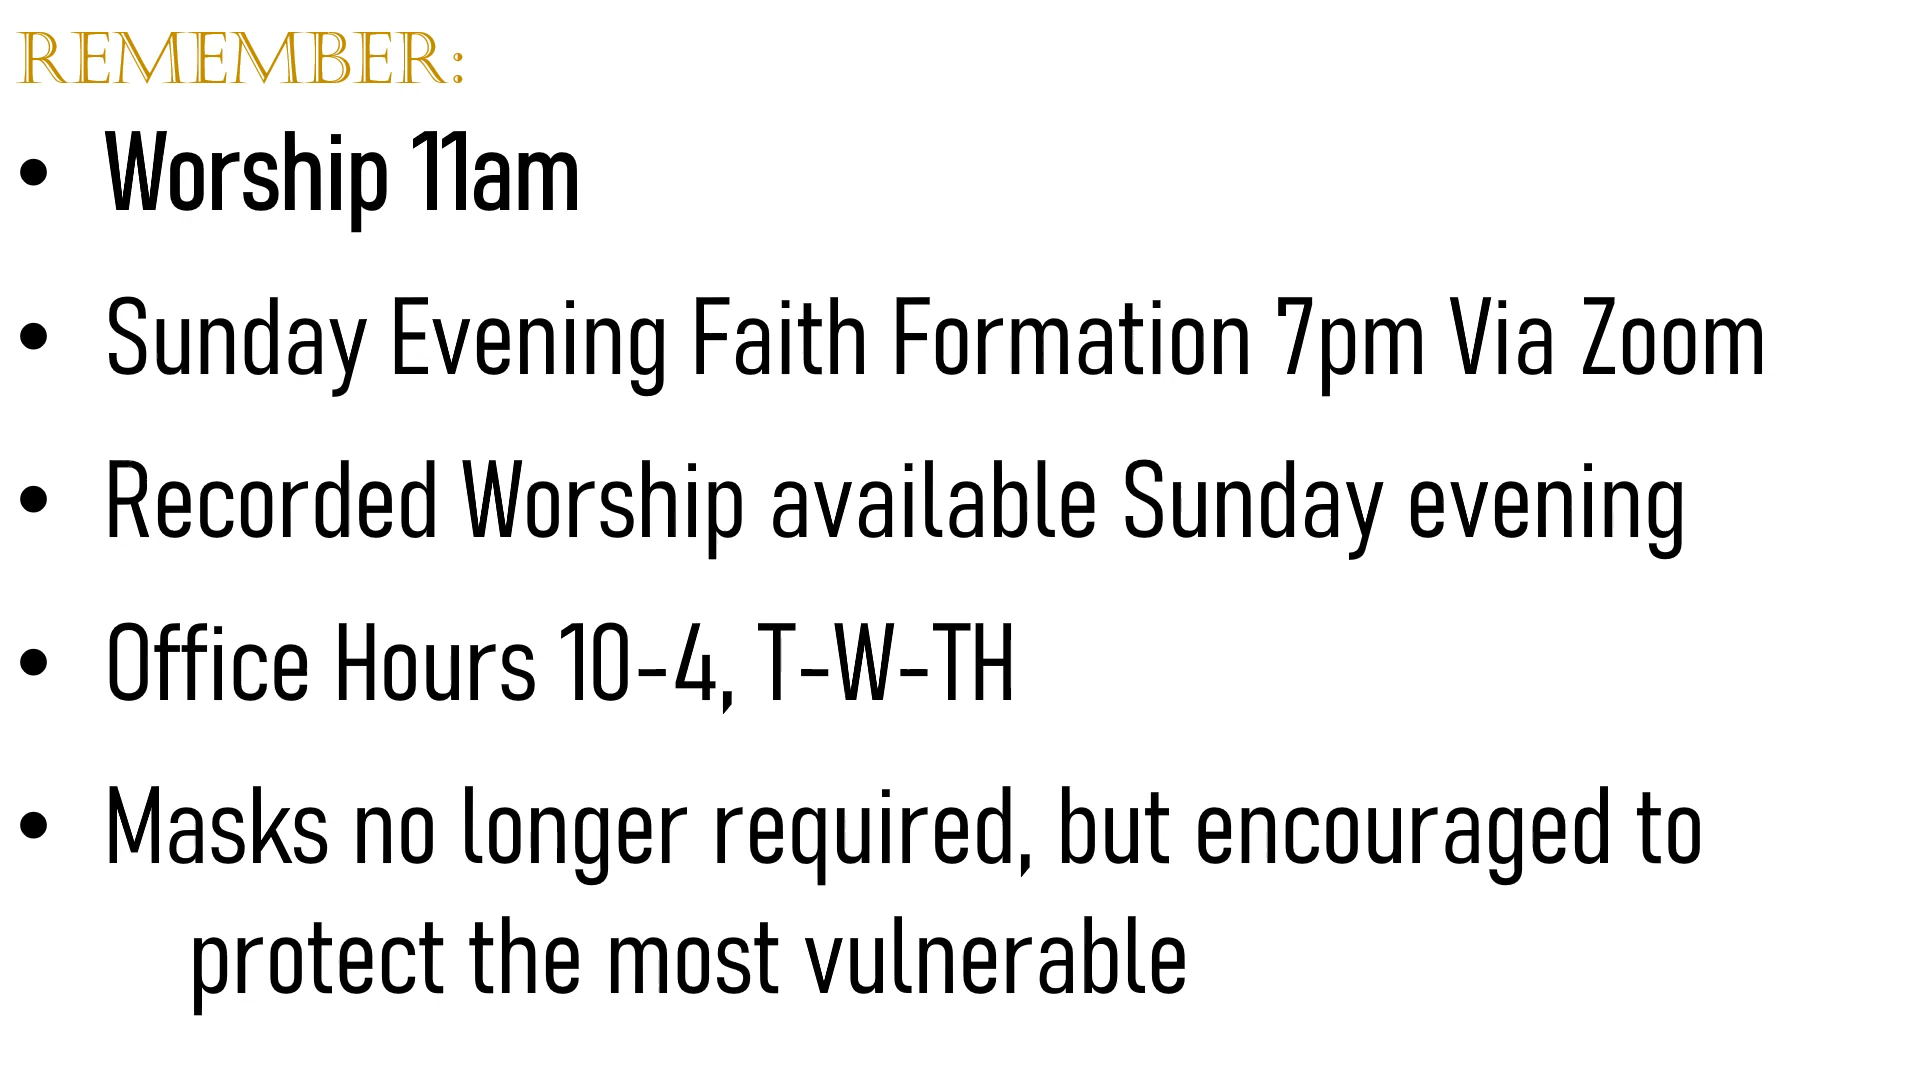 REMEMBER:
• Worship 11am
• Sunday Evening Faith Formation 7pm Via Zoom
• Recorded Worship available Sunday evening
• Office Hours 10-4, T-W-TH
• Masks no longer required, but encouraged to
protect the most vulnerable